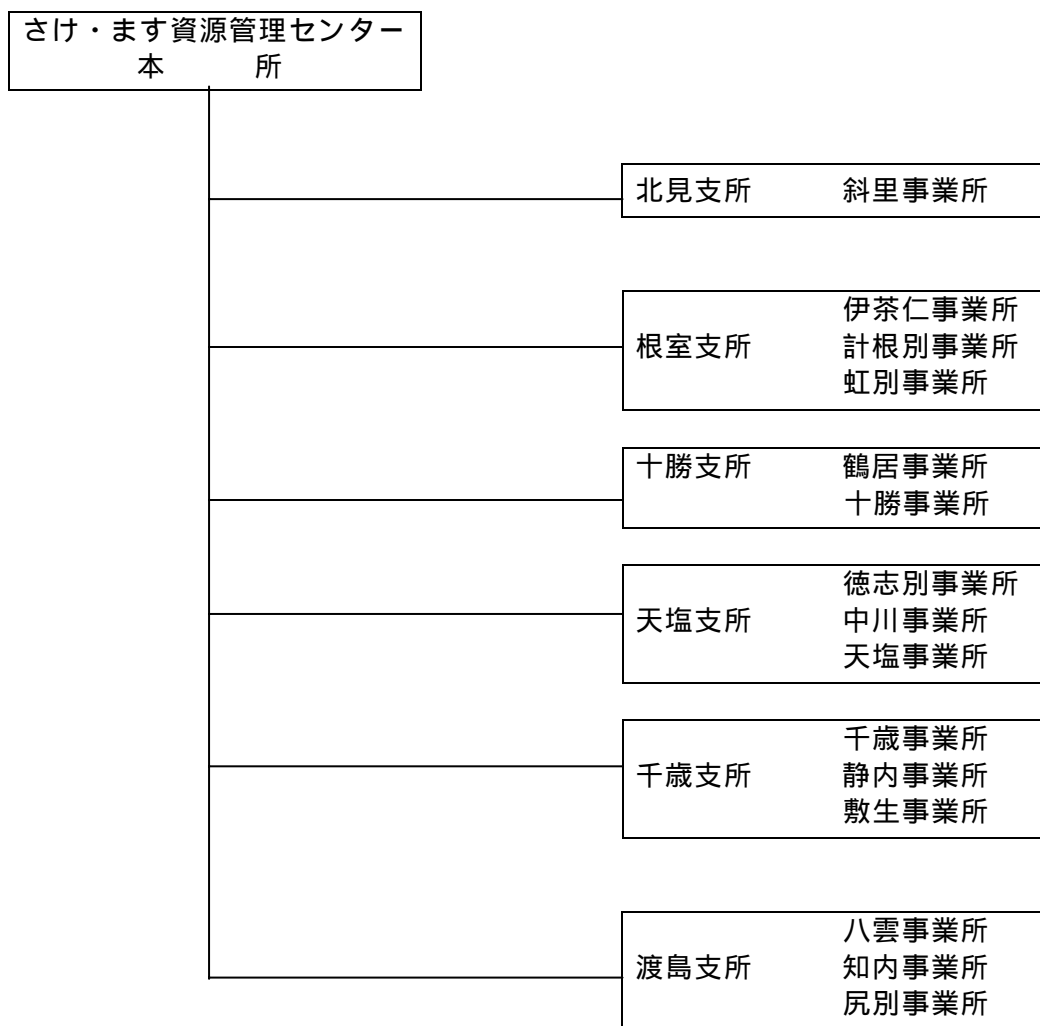 さけ・ます資源管理センター
本　　所
北見支所　斜里事業所
伊茶仁事業所
根室支所　計根別事業所
虹別事業所
十勝支所　鶴居事業所
十勝事業所
徳志別事業所
天塩支所　中川事業所
天塩事業所
千歳事業所
千歳支所　静内事業所
敷生事業所
八雲事業所
渡島支所　知内事業所
尻別事業所